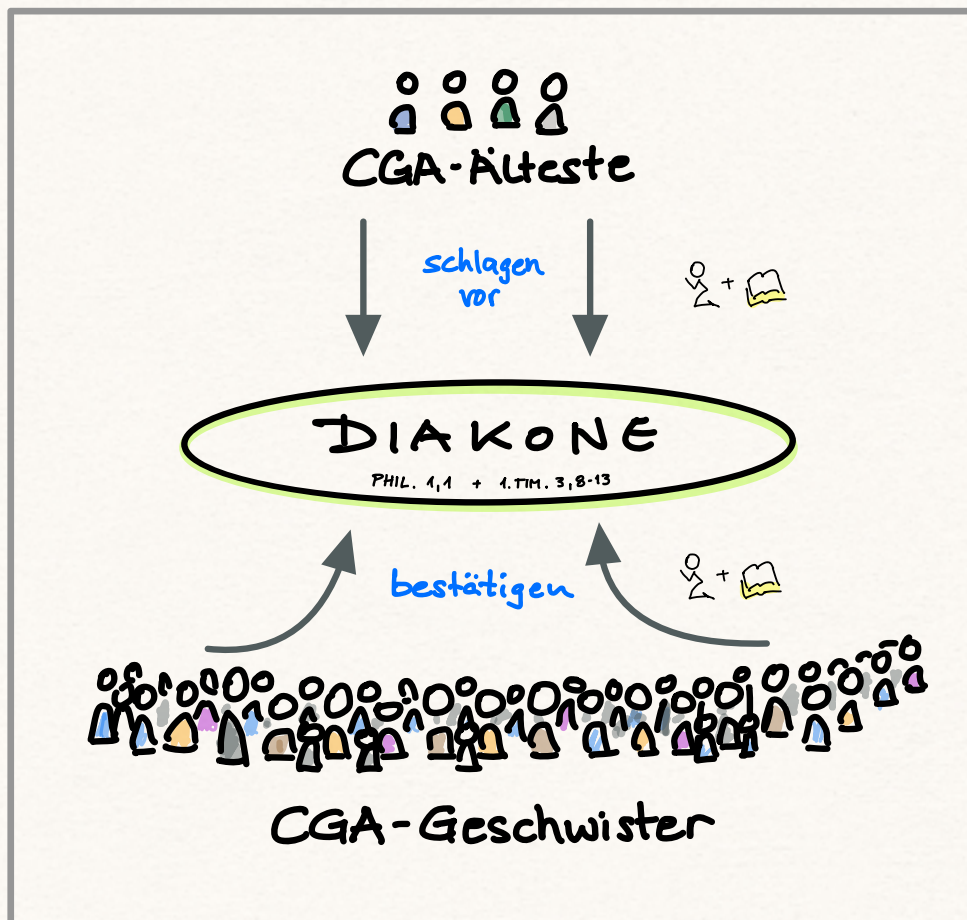 CGA-Älteste
schlagen
vor
+
DIAKONE
PHIL. 1,1 + 1.TIM. 3,8-13
bestätigen
+
CGA-Geschwister